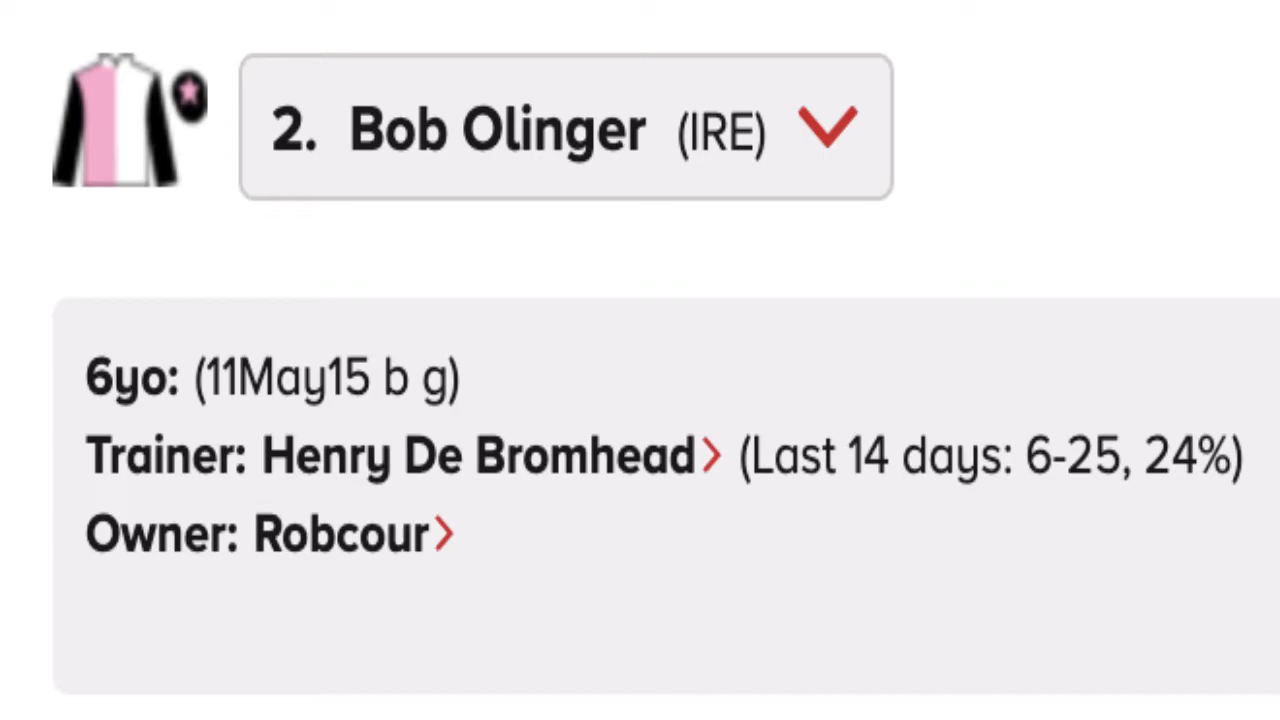 2. Bob Olinger (IRE)
6yo: (11May15 b g)
Trainer: Henry De Bromhead (Last 14 days: 6-25, 24%)
Owner: Robcour